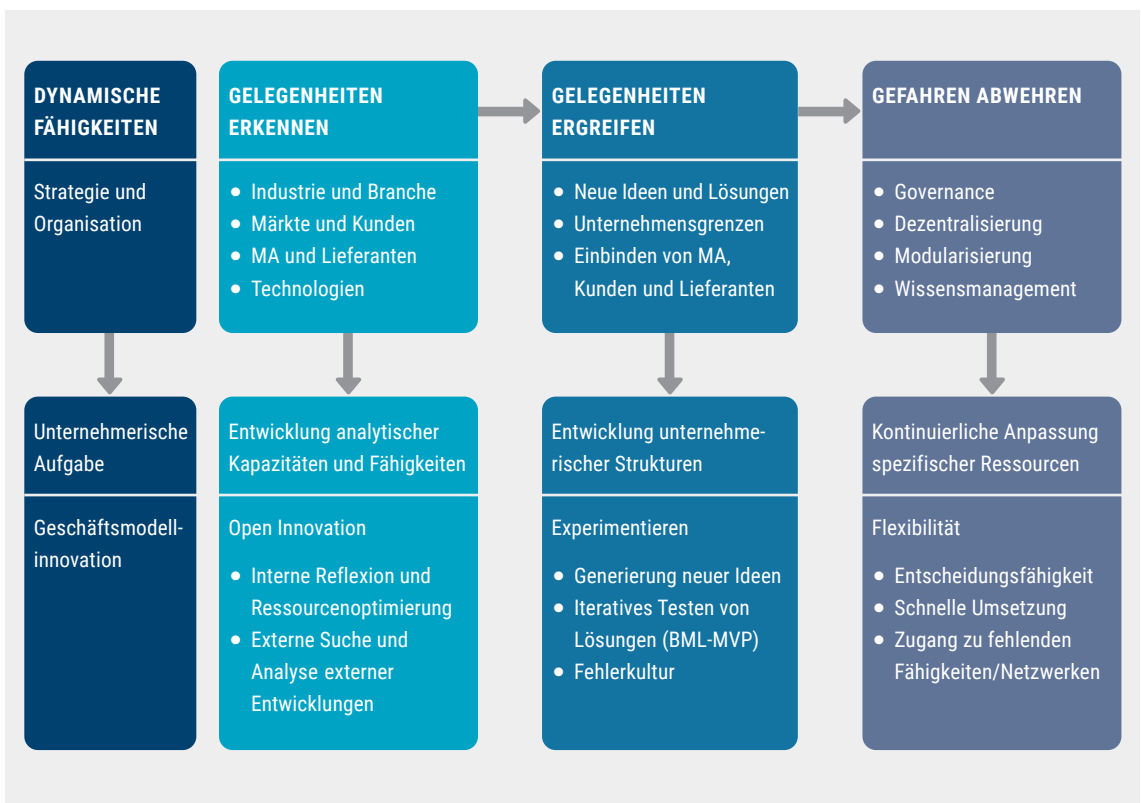 DYNAMISCHE
FÄHIGKEITEN
Strategie und
Organisation
GELEGENHEITEN
ERKENNEN
• Industrie und Branche
• Märkte und Kunden
• MA und Lieferanten
• Technologien
GELEGENHEITEN
ERGREIFEN
• Neue Ideen und Lösungen
• Unternehmensgrenzen
• Einbinden von MA,
Kunden und Lieferanten
GEFAHREN ABWEHREN
• Governance
• Dezentralisierung
• Modularisierung
• Wissensmanagement
Unternehmerische
Aufgabe
Geschäftsmodell-
innovation
Entwicklung analytischer
Kapazitäten und Fähigkeiten
Open Innovation
• Interne Reflexion und
Ressourcenoptimierung
• Externe Suche und
Analyse externer
Entwicklungen
Entwicklung unternehme-
rischer Strukturen
Experimentieren
• Generierung neuer Ideen
• Iteratives Testen von
Lösungen (BML-MVP)
• Fehlerkultur
Kontinuierliche Anpassung
spezifischer Ressourcen
Flexibilität
• Entscheidungsfähigkeit
• Schnelle Umsetzung
• Zugang zu fehlenden
Fähigkeiten/Netzwerken